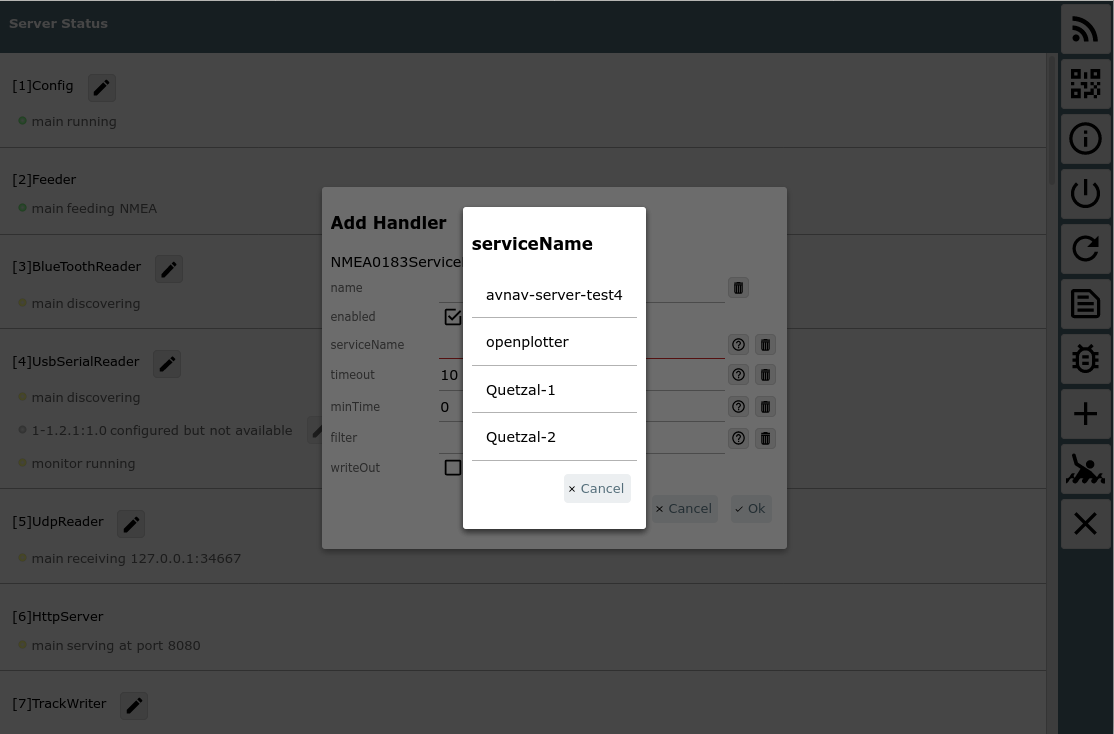 Server Status
[1]Config
main running
[2]Feeder
main feeding NMEA
[3]BlueToothReader
main discovering
[4]UsbSerialReader
main discovering
1-1.2.1:1.0 configured but not available
monitor running
[5]UdpReader
main receiving 127.0.0.1:34667
[6]HttpServer
main serving at port 8080
[7]TrackWriter
Add Handler
NMEA0183Service
name
enabled
serviceName
timeout 10
minTime 0
filter
writeOut
× Cancel ✓ Ok
serviceName
avnav-server-test4
openplotter
Quetzal-1
Quetzal-2
× Cancel